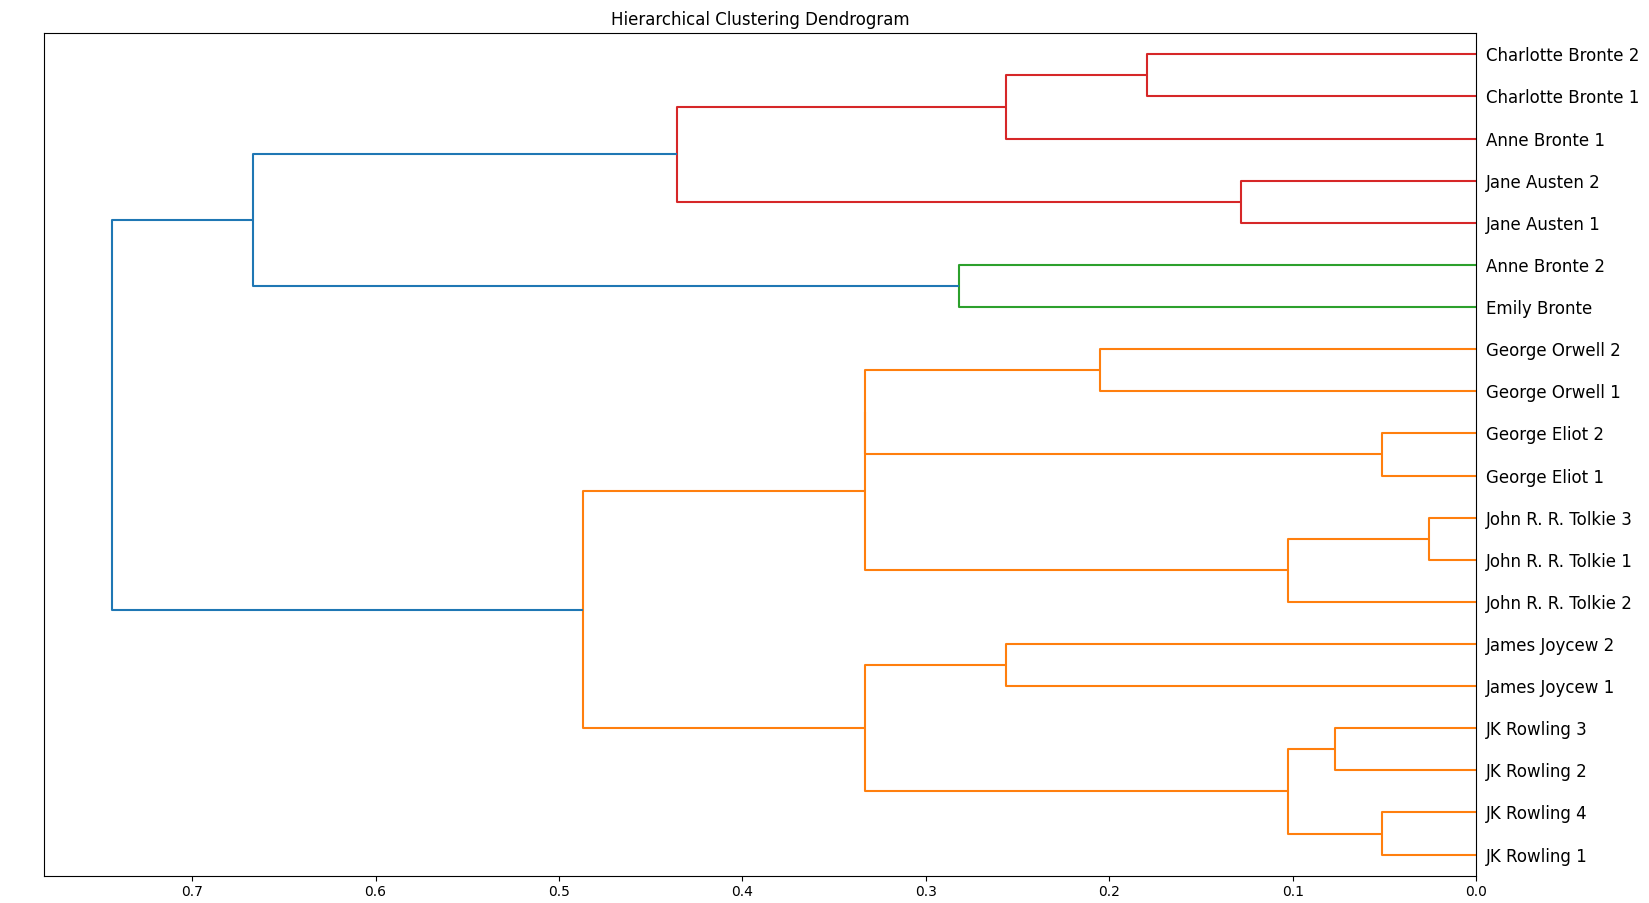 Hierarchical Clustering Dendrogram
Charlotte Bronte 2
Charlotte Bronte 1
Anne Bronte 1
Jane Austen 2
Jane Austen 1
Anne Bronte 2
Emily Bronte
George Orwell 2
George Orwell 1
George Eliot 2
George Eliot 1
John R. R. Tolkie 3
John R. R. Tolkie 1
John R. R. Tolkie 2
James Joycew 2
James Joycew 1
JK Rowling 3
JK Rowling 2
JK Rowling 4
JK Rowling 1
0.7 0.6 0.5 0.4 0.3 0.2 0.1 0.0